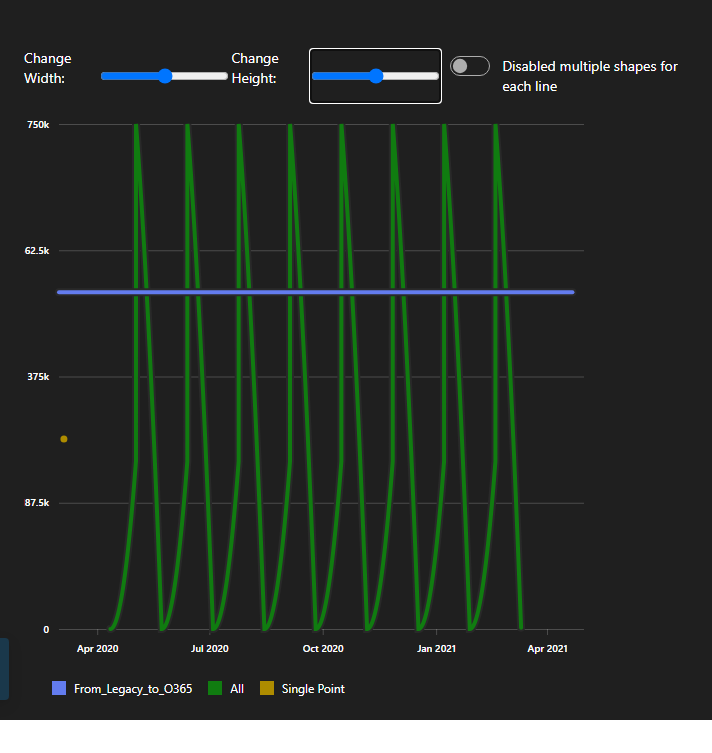 Change
Width:
Change
Height:
Disabled multiple shapes for
each line
750k
62.5k
375k
87.5k
0
Apr 2020
Jul 2020
Oct 2020
Jan 2021
Apr 2021
From_Legacy_to_O365
All
Single Point